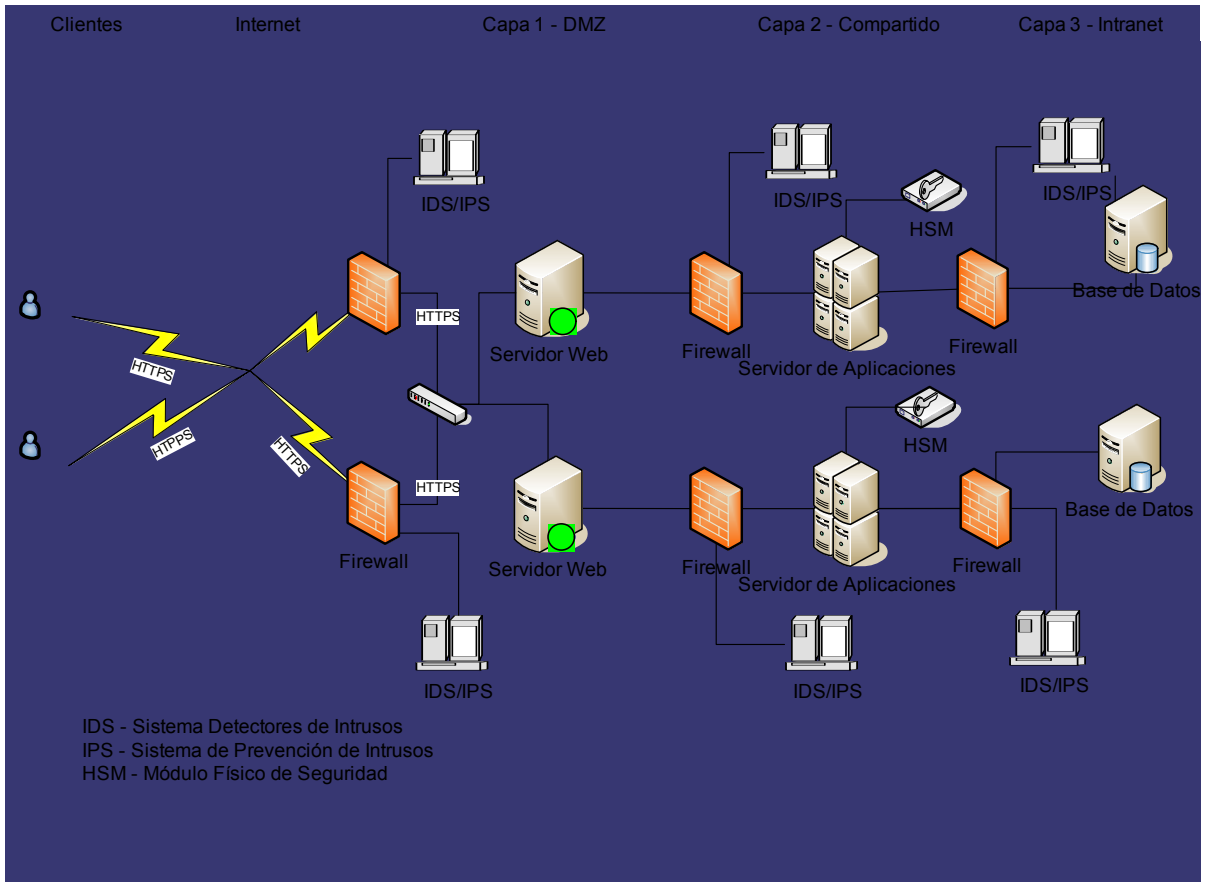 Clientes
Internet
Capa 1 - DMZ
Capa 2 - Compartido
Capa 3 - Intranet
IDS/IPS
IDS/IPS
IDS/IPS
HSM
Base de Datos
HTTPS
Servidor Web
Firewall
Firewall
Servidor de Aplicaciones
HTTPS
HTPPS
HTTPS
HSM
HTTPS
Base de Datos
Firewall
Servidor Web
Firewall
Servidor de Aplicaciones
Firewall
IDS/IPS
IDS/IPS
IDS/IPS
IDS - Sistema Detectores de Intrusos
IPS - Sistema de Prevención de Intrusos
HSM - Módulo Físico de Seguridad